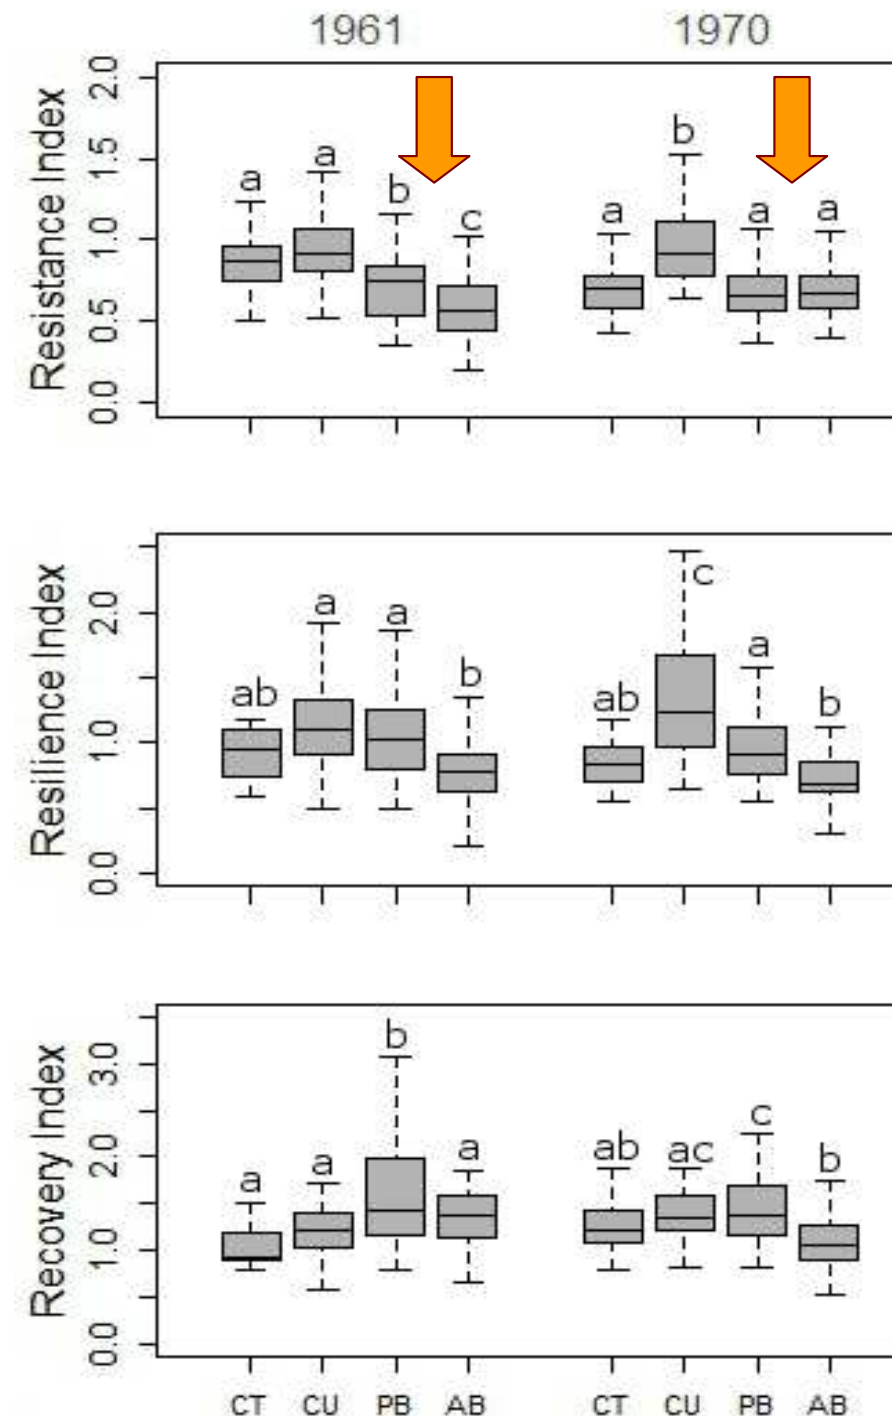 1961 1970
Resistance Index
2.0
1.5
1.0
0.5
0.0
a a b c a b a a
Resilience Index
2.0
1.0
0.0
ab a a b ab c a b
Recovery Index
3.0
2.0
1.0
0.0
a a b a ab ac c b
CT CU PB AB CT CU PB AB